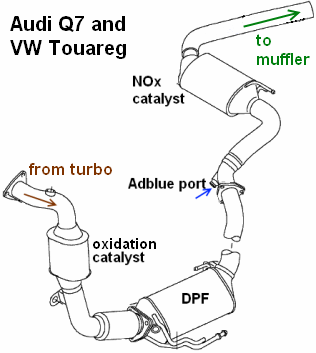 Audi Q7 and
VW Touareg
to
muffler
NOx
catalyst
Adblue port
from turbo
oxidation
catalyst
DPF